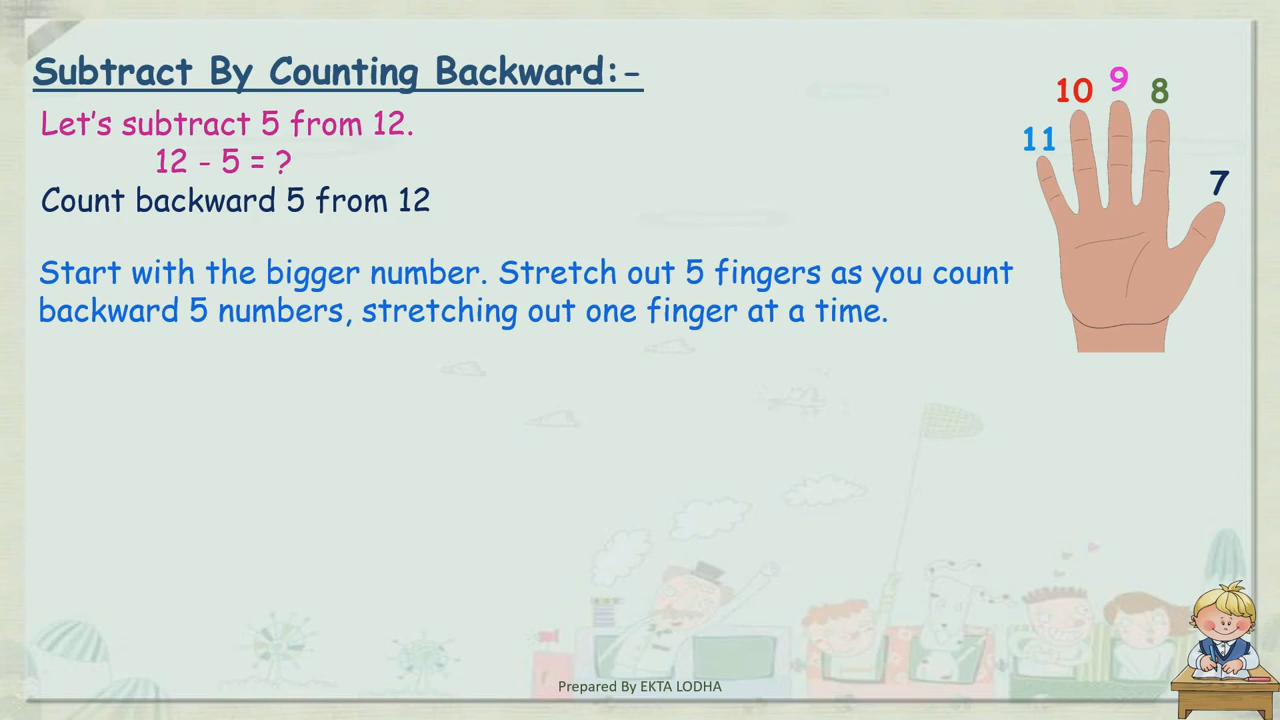 Subtract By Counting Backward:-
Let's subtract 5 from 12.
12 - 5 = ?
Count backward 5 from 12
Start with the bigger number. Stretch out 5 fingers as you count
backward 5 numbers, stretching out one finger at a time.
11
10
9
8
7
Prepared By EKTA LODHA